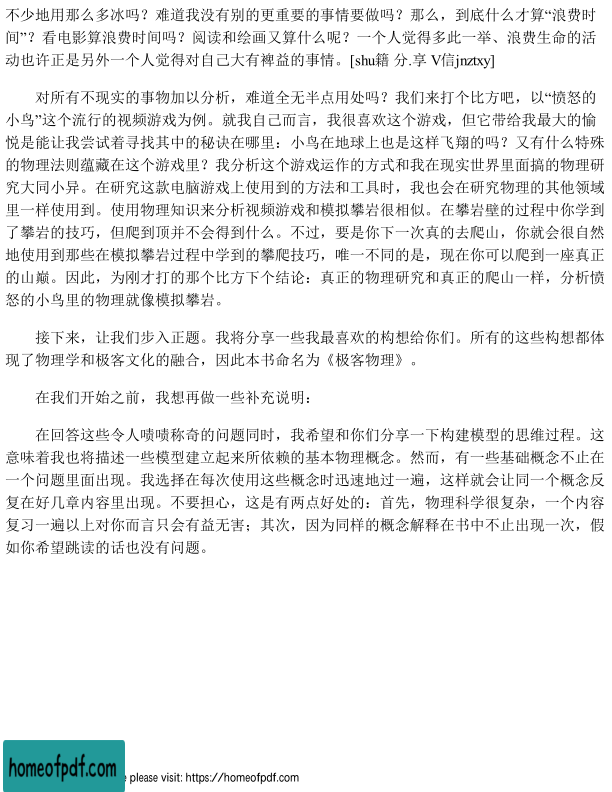 不少地用那么多冰吗？难道我没有别的更重要的事情要做吗？那么，到底什么才算“浪费时
间”？看电影算浪费时间吗？阅读和绘画又算什么呢？一个人觉得多此一举、浪费生命的活
动也许正是另外一个人觉得对自己大有裨益的事情。[shu籍 分.享 V信jnztxy]
对所有不现实的事物加以分析，难道全无半点用处吗？我们来打个比方吧，以“愤怒的
小鸟”这个流行的视频游戏为例。就我自己而言，我很喜欢这个游戏，但它带给我最大的愉
悦是能让我尝试着寻找其中的秘诀在哪里：小鸟在地球上也是这样飞翔的吗？又有什么特殊
的物理法则蕴藏在这个游戏里？我分析这个游戏运作的方式和我在现实世界里面搞的物理研
究大同小异。在研究这款电脑游戏上使用到的方法和工具时，我也会在研究物理的其他领域
里一样使用到。使用物理知识来分析视频游戏和模拟攀岩很相似。在攀岩壁的过程中你学到
了攀岩的技巧，但爬到顶并不会得到什么。不过，要是你下一次真的去爬山，你就会很自然
地使用到那些在模拟攀岩过程中学到的攀爬技巧，唯一不同的是，现在你可以爬到一座真正
的山巅。因此，为刚才打的那个比方下个结论：真正的物理研究和真正的爬山一样，分析愤
怒的小鸟里的物理就像模拟攀岩。
接下来，让我们步入正题。我将分享一些我最喜欢的构想给你们。所有的这些构想都体
现了物理学和极客文化的融合，因此本书命名为《极客物理》。
在我们开始之前，我想再做一些补充说明：
在回答这些令人啧啧称奇的问题同时，我希望和你们分享一下构建模型的思维过程。这
意味着我也将描述一些模型建立起来所依赖的基本物理概念。然而，有一些基础概念不止在
一个问题里面出现。我选择在每次使用这些概念时迅速地过一遍，这样就会让同一个概念反
复在好几章内容里出现。不要担心，这是有两点好处的：首先，物理科学很复杂，一个内容
复习一遍以上对你而言只会有益无害；其次，因为同样的概念解释在书中不止出现一次，假
如你希望跳读的话也没有问题。
homeofpdf.com
please visit: https://homeofpdf.com